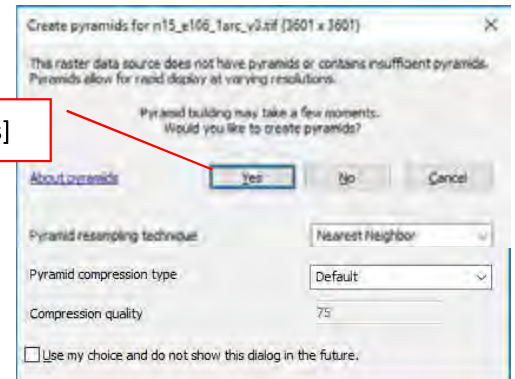 Create pyramids for n15_e106_1arc_v3.tif (3601 x 3601)
This raster data source does not have pyramids or contains insufficient pyramids.
Pyramids allow for rapid display at varying resolutions.
Pyramid building may take a few moments.
Would you like to create pyramids?
s]
About pyramids Yes No Cancel
Pyramid resampling technique Nearest Neighbor
Pyramid compression type Default
Compression quality 75
Use my choice and do not show this dialog in the future.